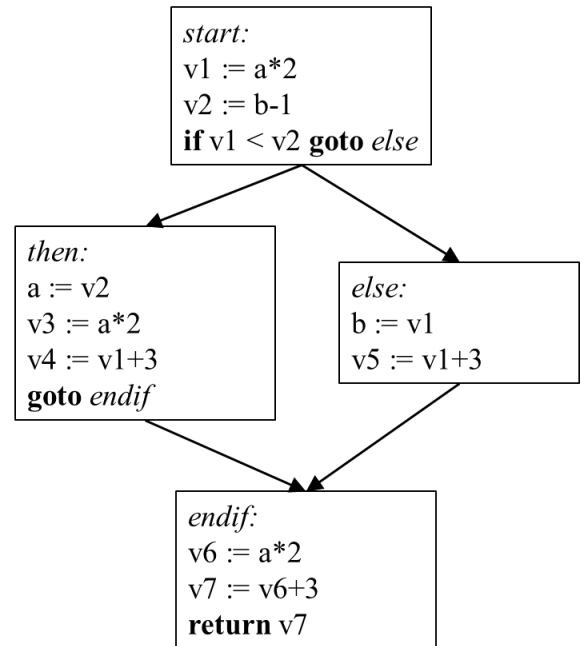 start:
v1 := a*2
v2 := b-1
if v1 < v2 goto else
then:
a := v2
v3 := a*2
v4 := v1+3
goto endif
else:
b := v1
v5 := v1+3
endif:
v6 := a*2
v7 := v6+3
return v7